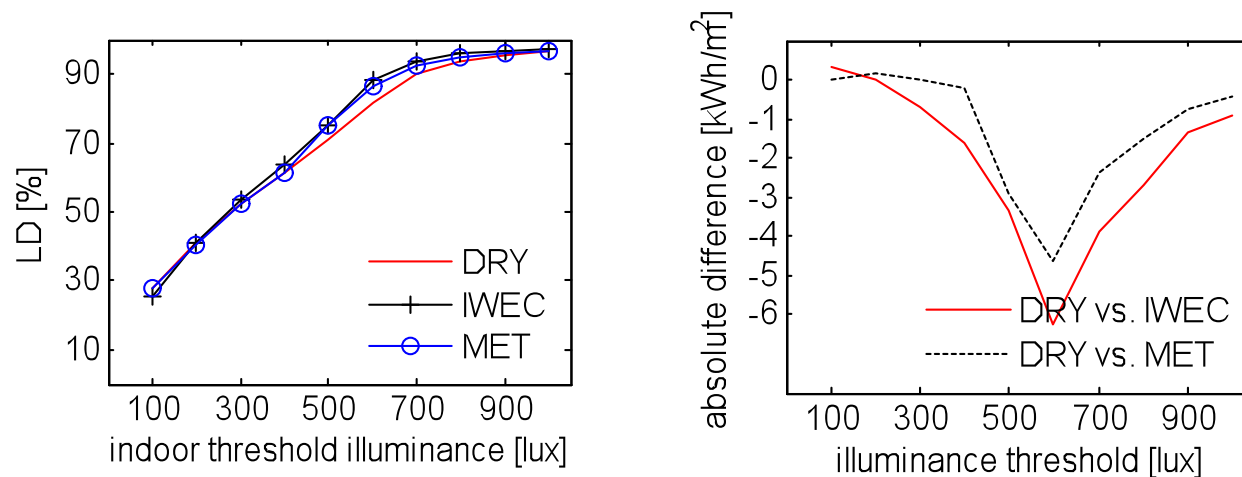 LD [%]
90
70
50
30
10
DRY
IWEC
MET
100 300 500 700 900
indoor threshold illuminance [lux]
absolute difference [kWh/m²]
0
-1
-2
-3
-4
-5
-6
DRY vs. IWEC
DRY vs. MET
100 300 500 700 900
illuminance threshold [lux]